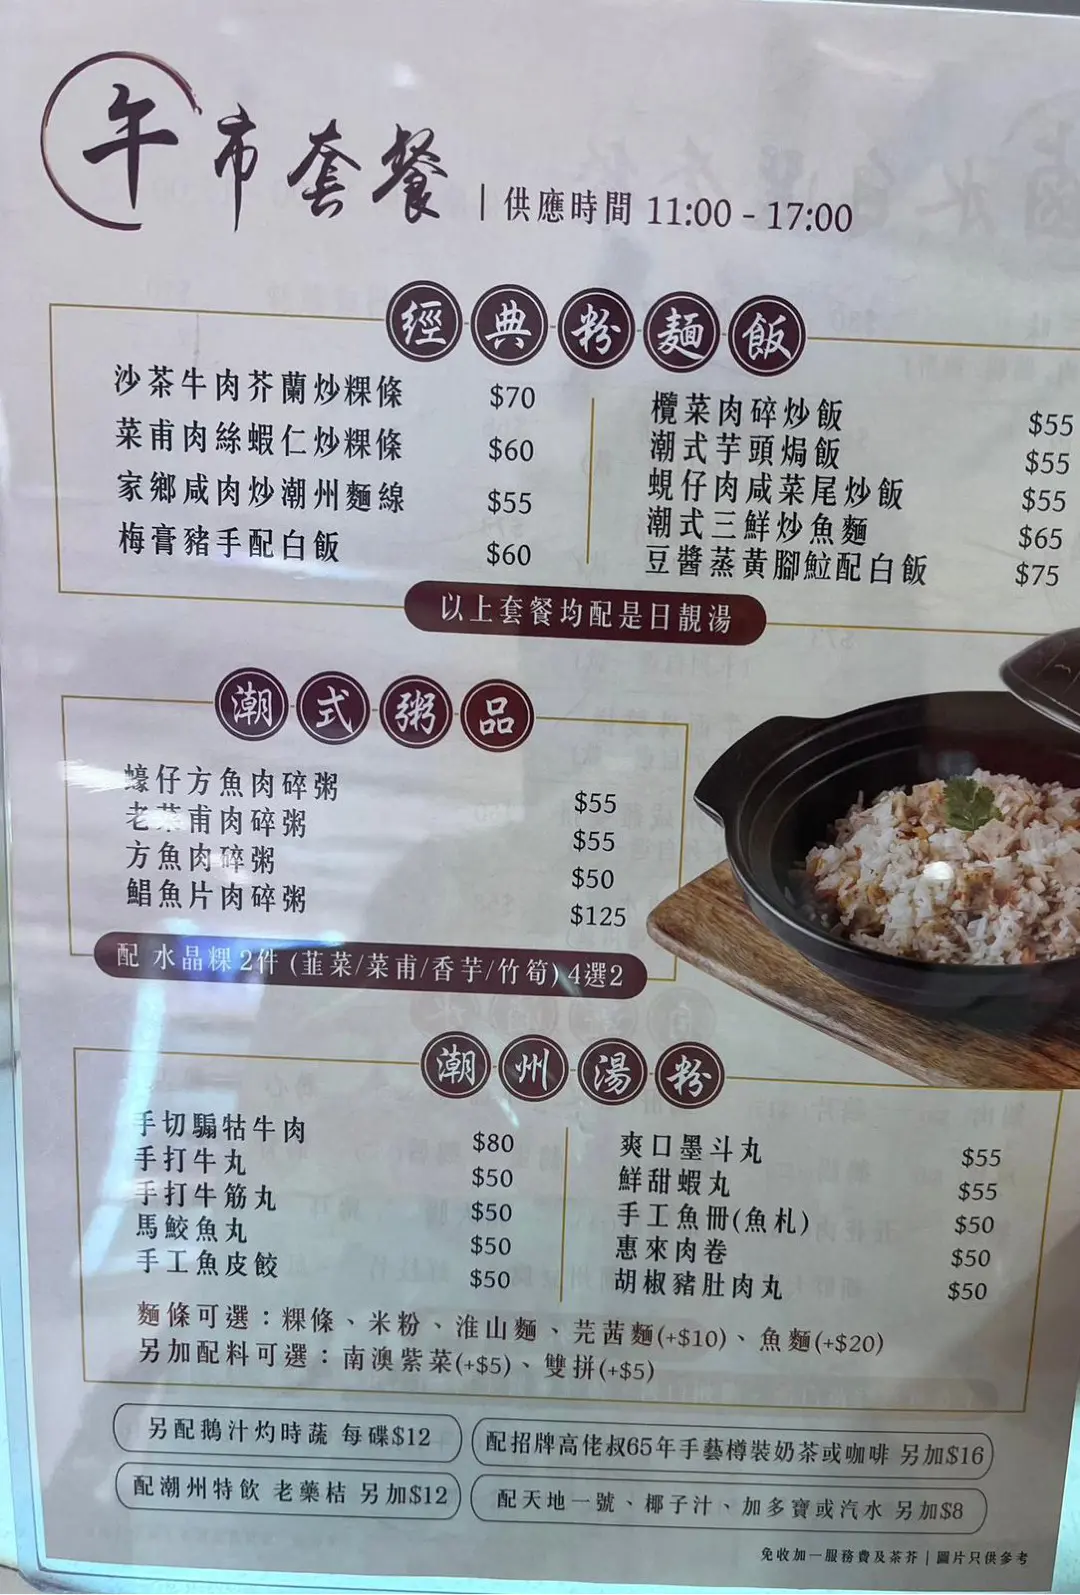 午市套餐 | 供應時間 11:00 - 17:00
經典粉麵飯
沙茶牛肉芥蘭炒粿條 $70
菜甫肉絲蝦仁炒粿條 $60
家鄉咸肉炒潮州麵線 $55
梅膏豬手配白飯 $60
欖菜肉碎炒飯 $55
潮式芋頭焗飯 $55
蜆仔肉咸菜尾炒飯 $55
潮式三鮮炒魚麵 $65
豆醬蒸黃腳魶配白飯 $75
以上套餐均配是日靚湯
潮式粥品
蠔仔方魚肉碎粥 $55
老菜甫肉碎粥 $55
方魚肉碎粥 $50
鯧魚片肉碎粥 $125
配 水晶粿 2件 (韮菜/菜甫/香芋/竹筍) 4選2
潮州湯粉
手切騸牯牛肉 $80
手打牛丸 $50
手打牛筋丸 $50
馬鮫魚丸 $50
手工魚皮餃 $50
爽口墨斗丸 $55
鮮甜蝦丸 $55
手工魚冊(魚札) $50
惠來肉卷 $50
胡椒豬肚肉丸 $50
麵條可選：粿條、米粉、淮山麵、芫茜麵(+$10)、魚麵(+$20)
另加配料可選：南澳紫菜(+$5)、雙拼(+$5)
另配鵝汁灼時蔬 每碟$12
配招牌高佬叔65年手藝樽裝奶茶或咖啡 另加$16
配潮州特飲 老藥桔 另加$12
配天地一號、椰子汁、加多寶或汽水 另加$8
免收加一服務費及茶芥 | 圖片只供參考